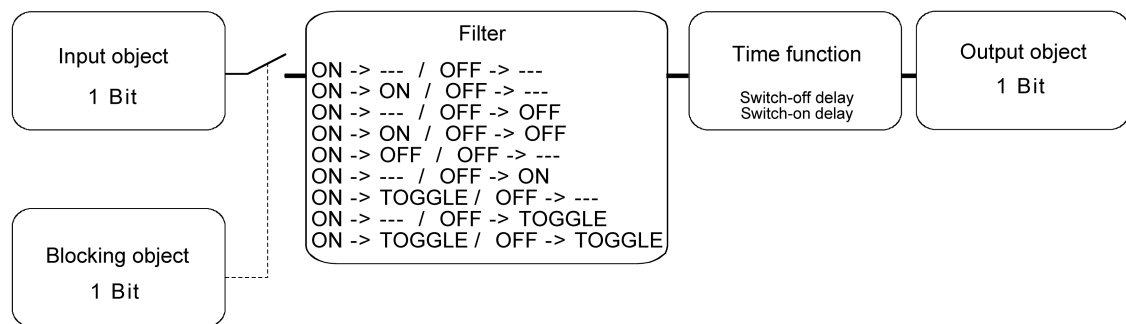 Input object
1 Bit
Blocking object
1 Bit
Filter
ON -> --- / OFF -> ---
ON -> ON / OFF -> ---
ON -> --- / OFF -> OFF
ON -> ON / OFF -> OFF
ON -> OFF / OFF -> ---
ON -> --- / OFF -> ON
ON -> TOGGLE / OFF -> ---
ON -> --- / OFF -> TOGGLE
ON -> TOGGLE / OFF -> TOGGLE
Time function
Switch-off delay
Switch-on delay
Output object
1 Bit